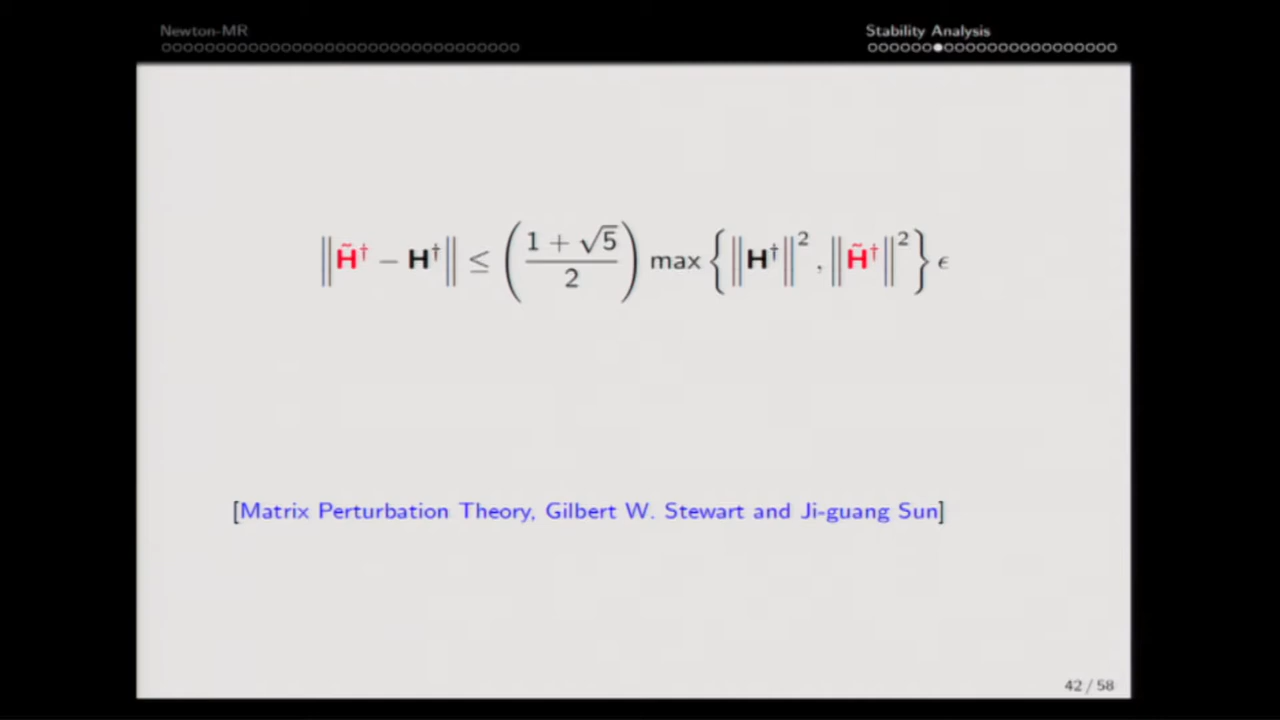 Newton-MR
Stability Analysis
‖H̃† − H†‖ ≤ ((1 + √5) / 2) max {‖H†‖², ‖H̃†‖²} ϵ
[Matrix Perturbation Theory, Gilbert W. Stewart and Ji-guang Sun]
42 / 58